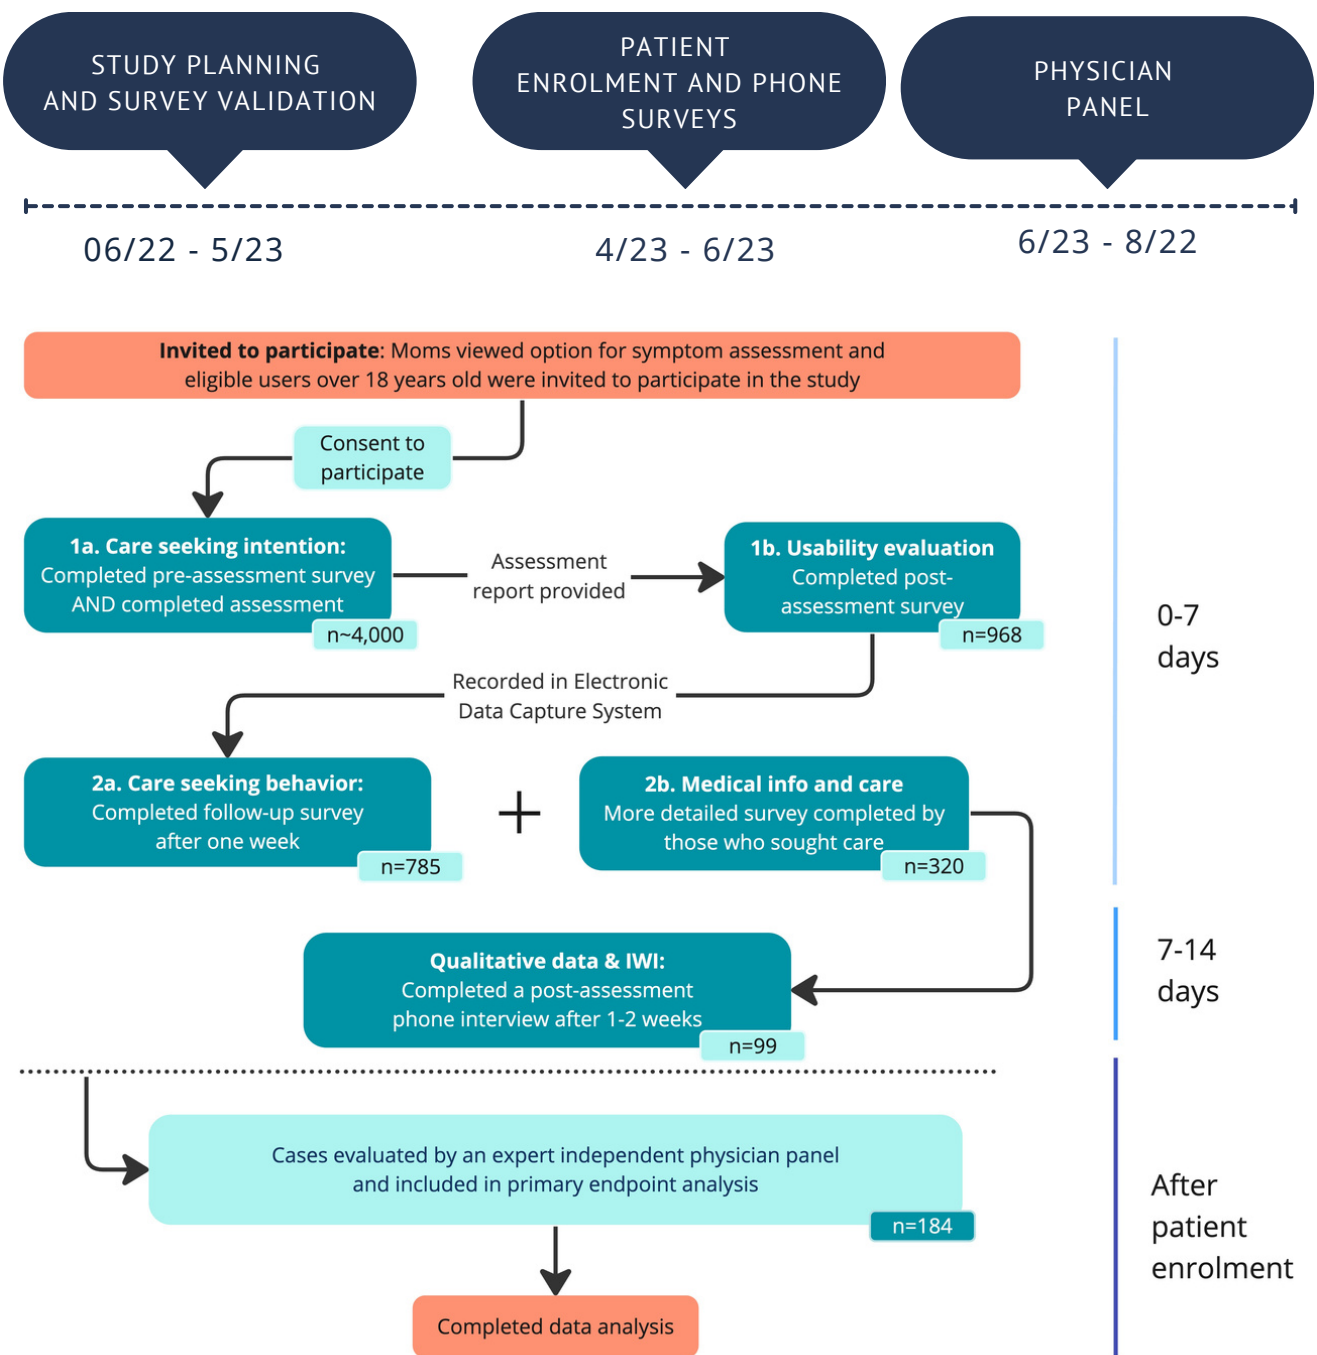 STUDY PLANNING
AND SURVEY VALIDATION
PATIENT
ENROLMENT AND PHONE
SURVEYS
PHYSICIAN
PANEL
06/22 - 5/23
4/23 - 6/23
6/23 - 8/22
Invited to participate: Moms viewed option for symptom assessment and
eligible users over 18 years old were invited to participate in the study
Consent to
participate
1a. Care seeking intention:
Completed pre-assessment survey
AND completed assessment
n~4,000
Assessment
report provided
1b. Usability evaluation
Completed post-
assessment survey
n=968
0-7
days
Recorded in Electronic
Data Capture System
2a. Care seeking behavior:
Completed follow-up survey
after one week
n=785
+
2b. Medical info and care
More detailed survey completed by
those who sought care
n=320
Qualitative data & IWI:
Completed a post-assessment
phone interview after 1-2 weeks
n=99
7-14
days
Cases evaluated by an expert independent physician panel
and included in primary endpoint analysis
n=184
After
patient
enrolment
Completed data analysis